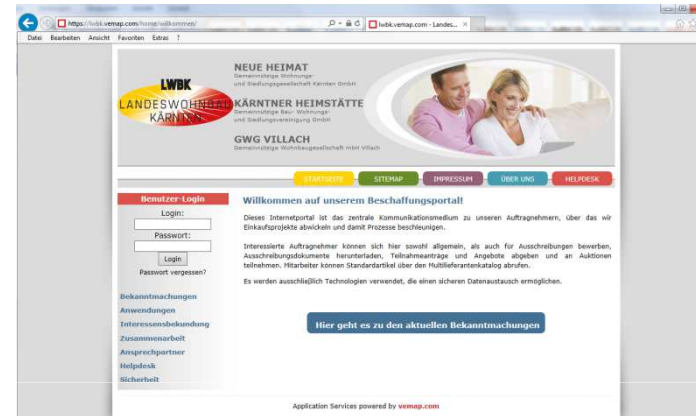 https://lwbk.vemap.com/home/willkommen/
lwbk.vemap.com - Landes...
Datei Bearbeiten Ansicht Favoriten Extras ?
LWBK
LANDESWOHNBAU
KÄRNTEN
NEUE HEIMAT
Gemeinnützige Wohnungs-
und Siedlungsgesellschaft Kärnten GmbH
KÄRNTNER HEIMSTÄTTE
Gemeinnützige Bau- Wohnungs-
und Siedlungsvereinigung GmbH
GWG VILLACH
Gemeinnützige Wohnbaugesellschaft mbH Villach
STARTSEITE SITEMAP IMPRESSUM ÜBER UNS HELPDESK
Benutzer-Login
Login:
Passwort:
Login
Passwort vergessen?
Bekanntmachungen
Anwendungen
Interessensbekundung
Zusammenarbeit
Ansprechpartner
Helpdesk
Sicherheit
Willkommen auf unserem Beschaffungsportal!
Dieses Internetportal ist das zentrale Kommunikationsmedium zu unseren Auftragnehmern, über das wir
Einkaufsprojekte abwickeln und damit Prozesse beschleunigen.
Interessierte Auftragnehmer können sich hier sowohl allgemein, als auch für Ausschreibungen bewerben,
Ausschreibungsdokumente herunterladen, Teilnahmeanträge und Angebote abgeben und an Auktionen
teilnehmen. Mitarbeiter können Standardartikel über den Multilieferantenkatalog abrufen.
Es werden ausschließlich Technologien verwendet, die einen sicheren Datenaustausch ermöglichen.
Hier geht es zu den aktuellen Bekanntmachungen
Application Services powered by vemap.com